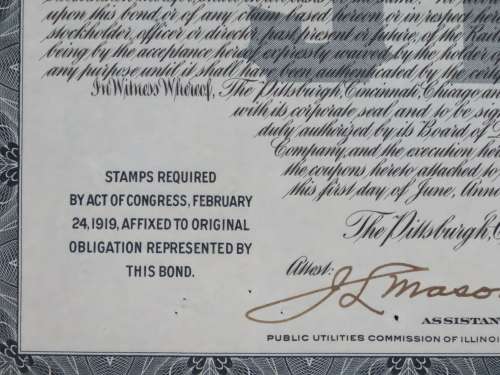 upon this bond or of any claim based hereon or in respect here
stockholder, officer or director, past, present or future, of the Rail
being by the acceptance hereof expressly waived by the holder
any purpose until it shall have been authenticated by the certi
In Witness Whereof, The Pittsburgh, Cincinnati, Chicago and
with its corporate seal and to be sig
duly authorized by its Board of
Company, and the execution here
the coupons hereto attached to
this first day of June, Ann
STAMPS REQUIRED
BY ACT OF CONGRESS, FEBRUARY
24, 1919, AFFIXED TO ORIGINAL
OBLIGATION REPRESENTED BY
THIS BOND.
The Pittsburgh, C
Attest:
J L Maso
ASSISTAN
PUBLIC UTILITIES COMMISSION OF ILLINOI